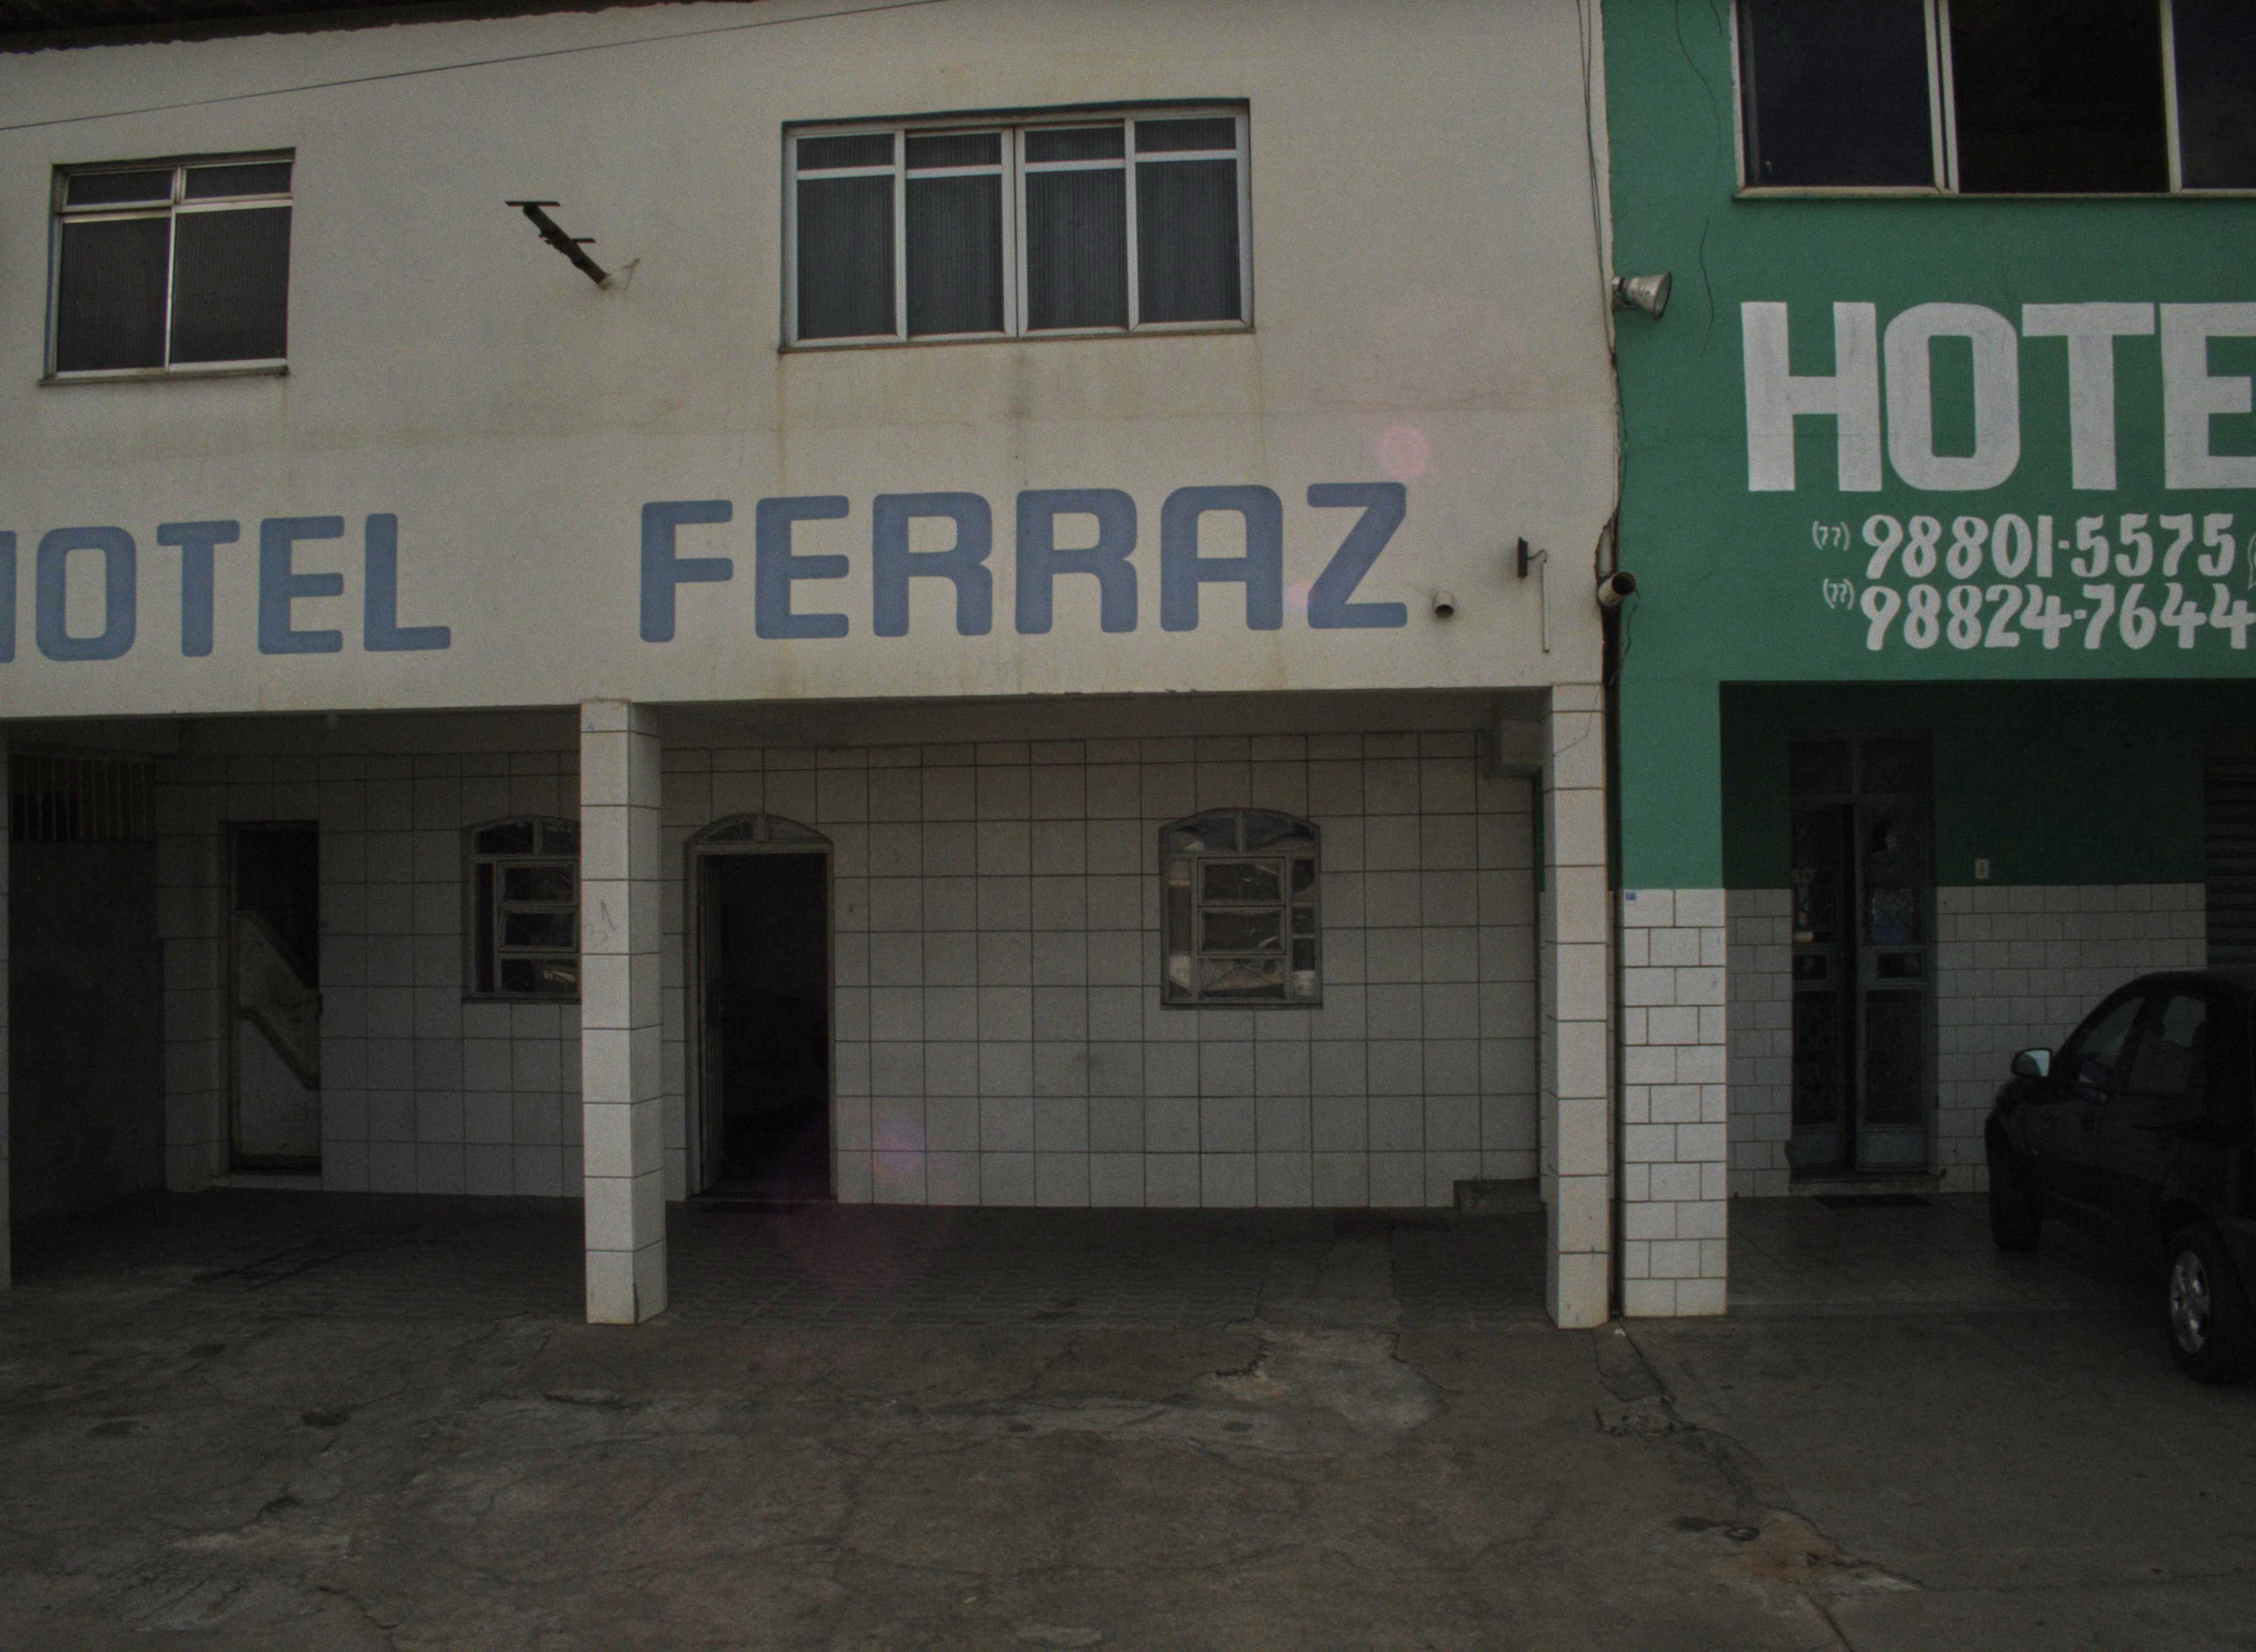 HOTEL FERRAZ
HOTE
(77) 98801-5575
(77) 98824-7644